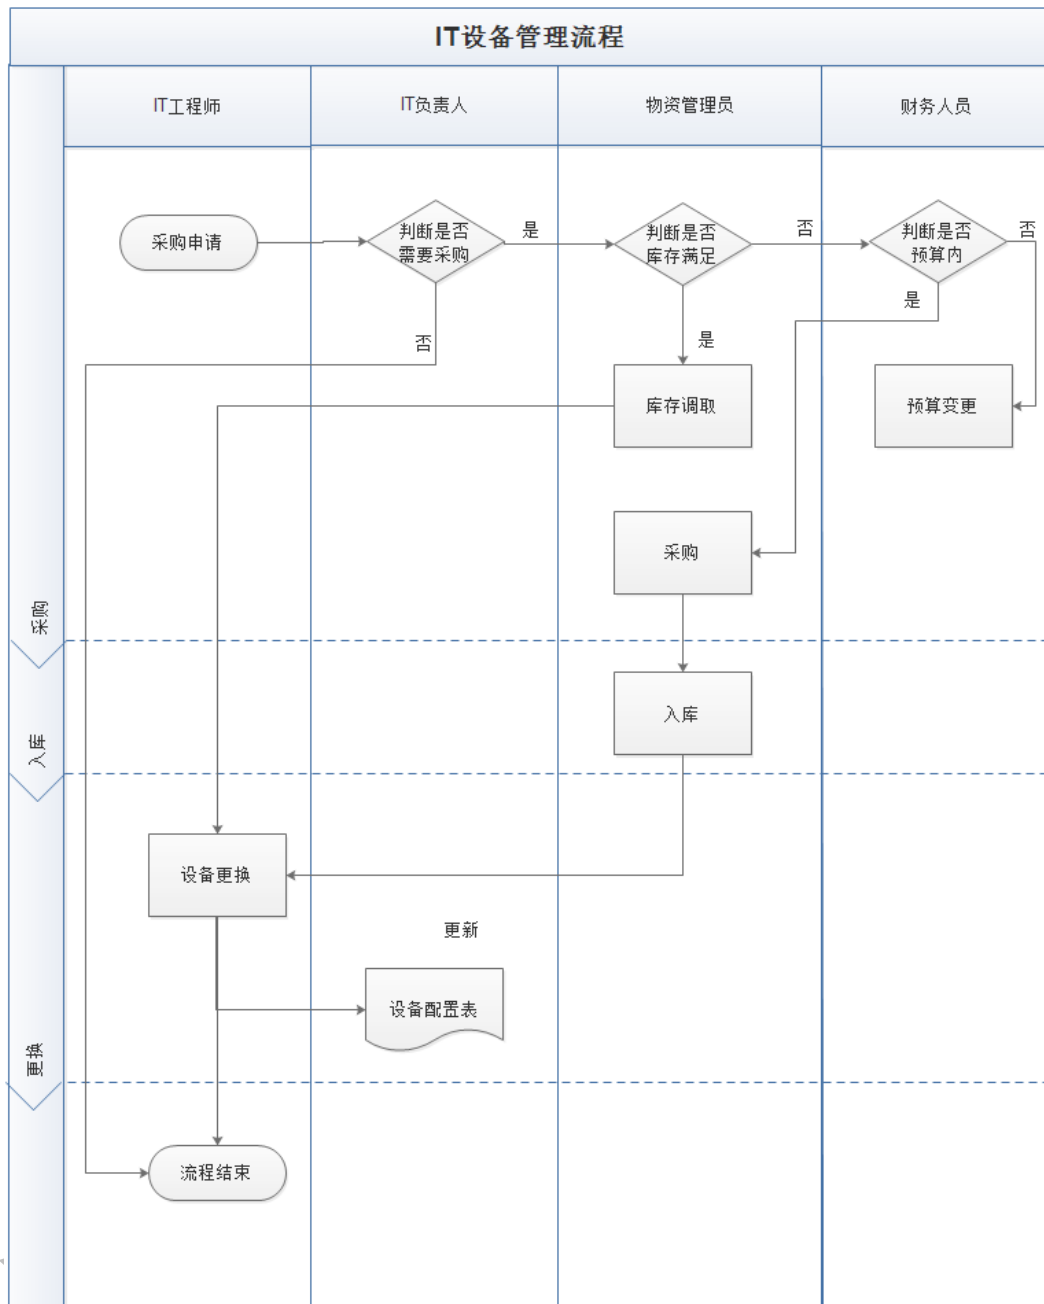 IT设备管理流程
IT工程师
IT负责人
物资管理员
财务人员
采购申请
判断是否
需要采购
是
判断是否
库存满足
否
判断是否
预算内
否
是
否
是
库存调取
预算变更
采购
采购
入库
入库
设备更换
更新
设备配置表
更换
流程结束